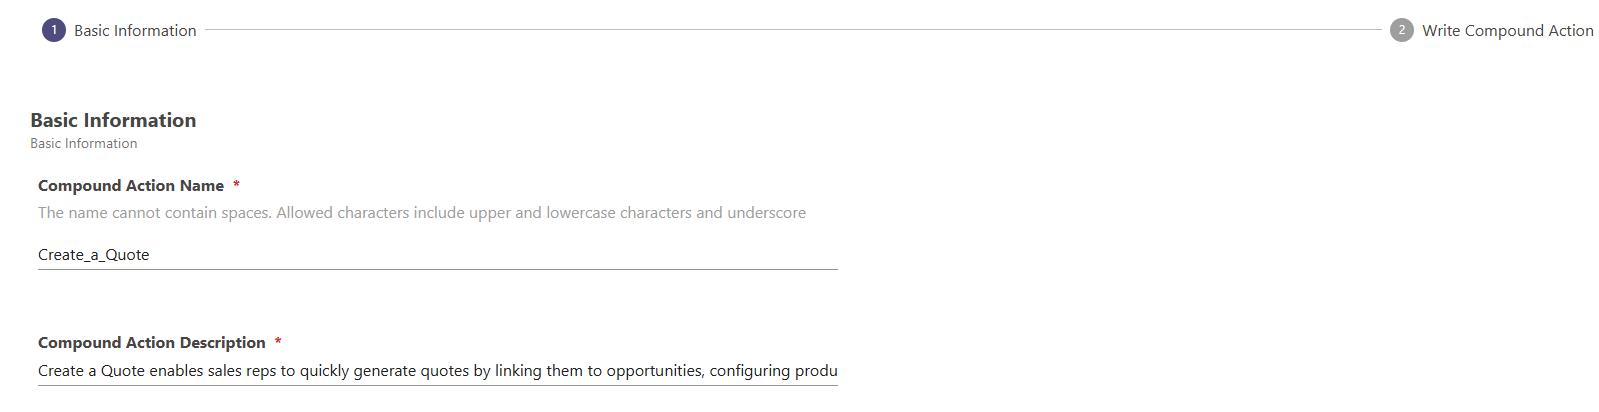 1 Basic Information 2 Write Compound Action
Basic Information
Basic Information
Compound Action Name *
The name cannot contain spaces. Allowed characters include upper and lowercase characters and underscore
Create_a_Quote
Compound Action Description *
Create a Quote enables sales reps to quickly generate quotes by linking them to opportunities, configuring produ